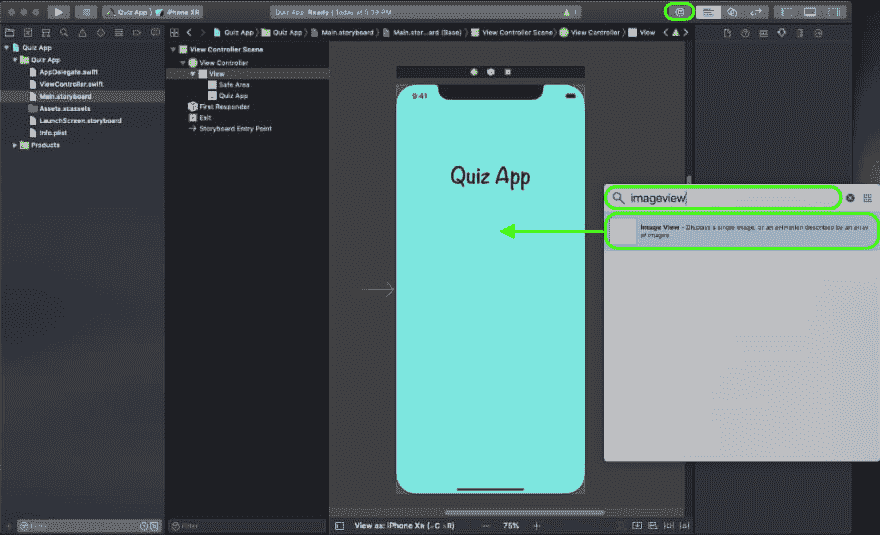 Quiz App
iPhone XR
Quiz App: Ready | Today at 5:39 PM
1
Quiz App
Quiz App
AppDelegate.swift
ViewController.swift
Main.storyboard
Assets.xcassets
LaunchScreen.storyboard
Info.plist
Products
Filter
Quiz App
Quiz App
Main.storyboard
Main.stor...ard (Base)
View Controller Scene
View Controller
View
View Controller Scene
View Controller
View
Safe Area
Quiz App
First Responder
Exit
Storyboard Entry Point
Filter
9:41
Quiz App
View as: iPhone XR (wC hR)
75%
imageview
Image View - Displays a single image, or an animation described by an array
of images.